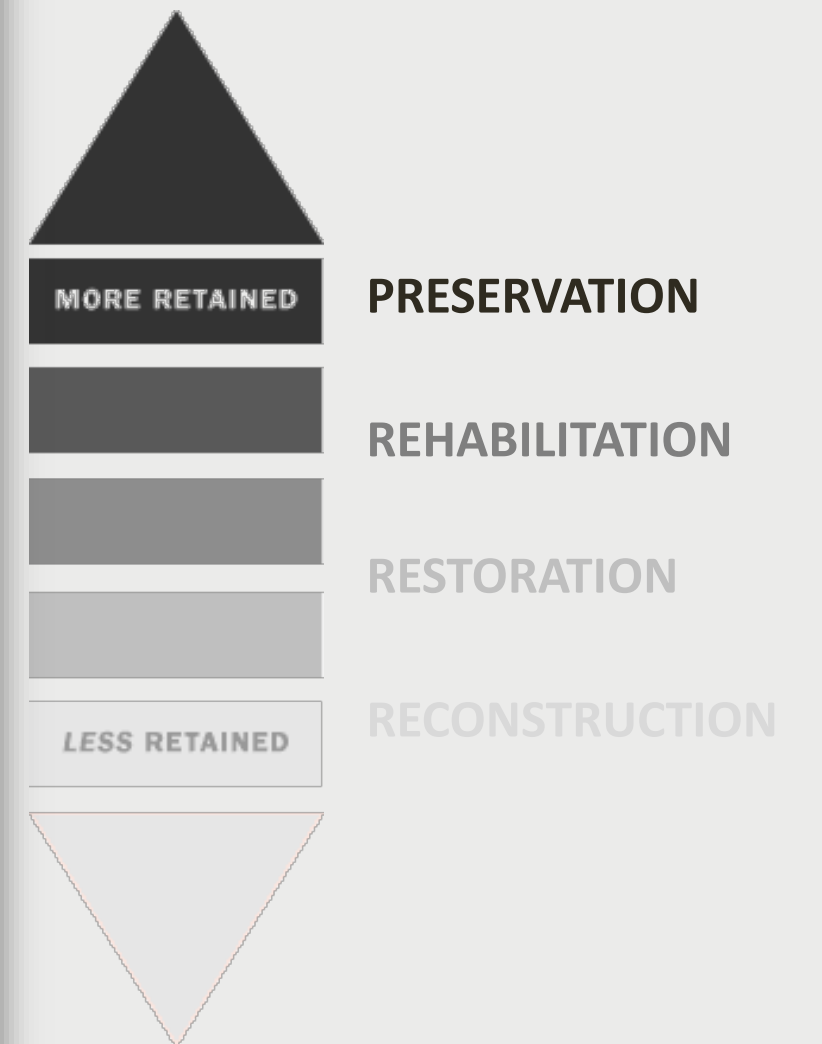 MORE RETAINED
PRESERVATION
REHABILITATION
RESTORATION
LESS RETAINED
RECONSTRUCTION